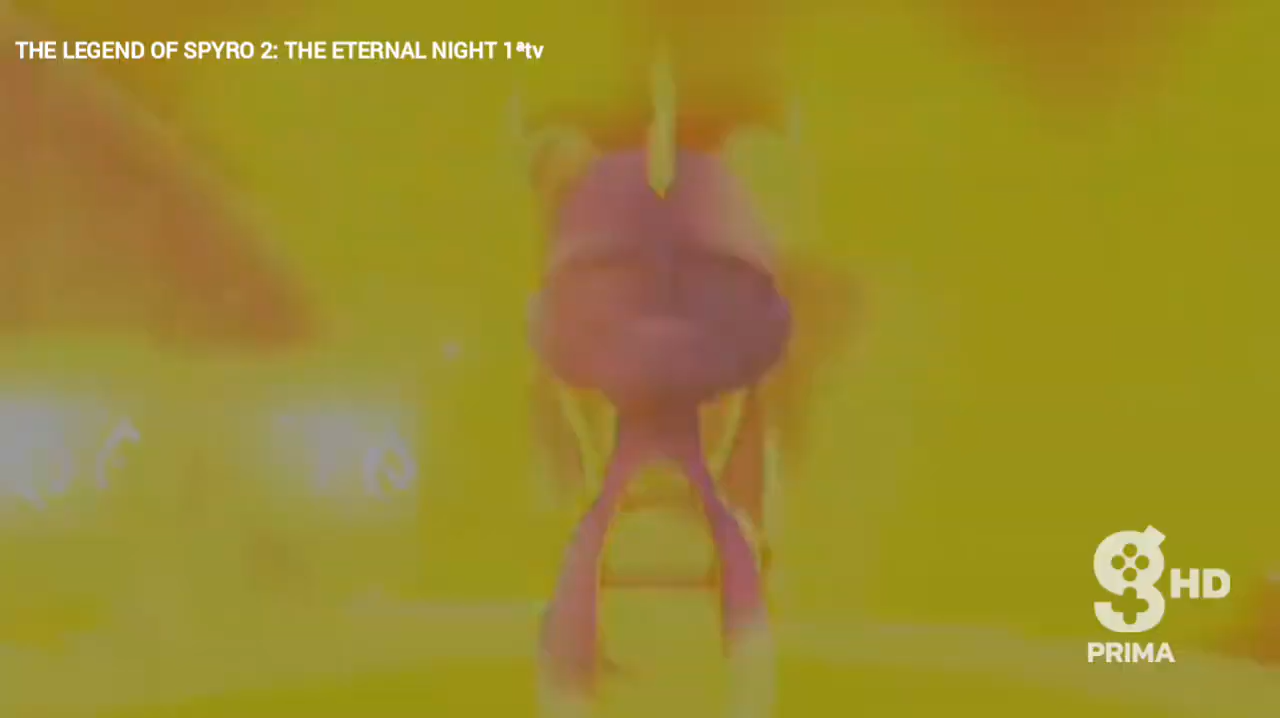 THE LEGEND OF SPYRO 2: THE ETERNAL NIGHT 1ªtv
g HD
PRIMA